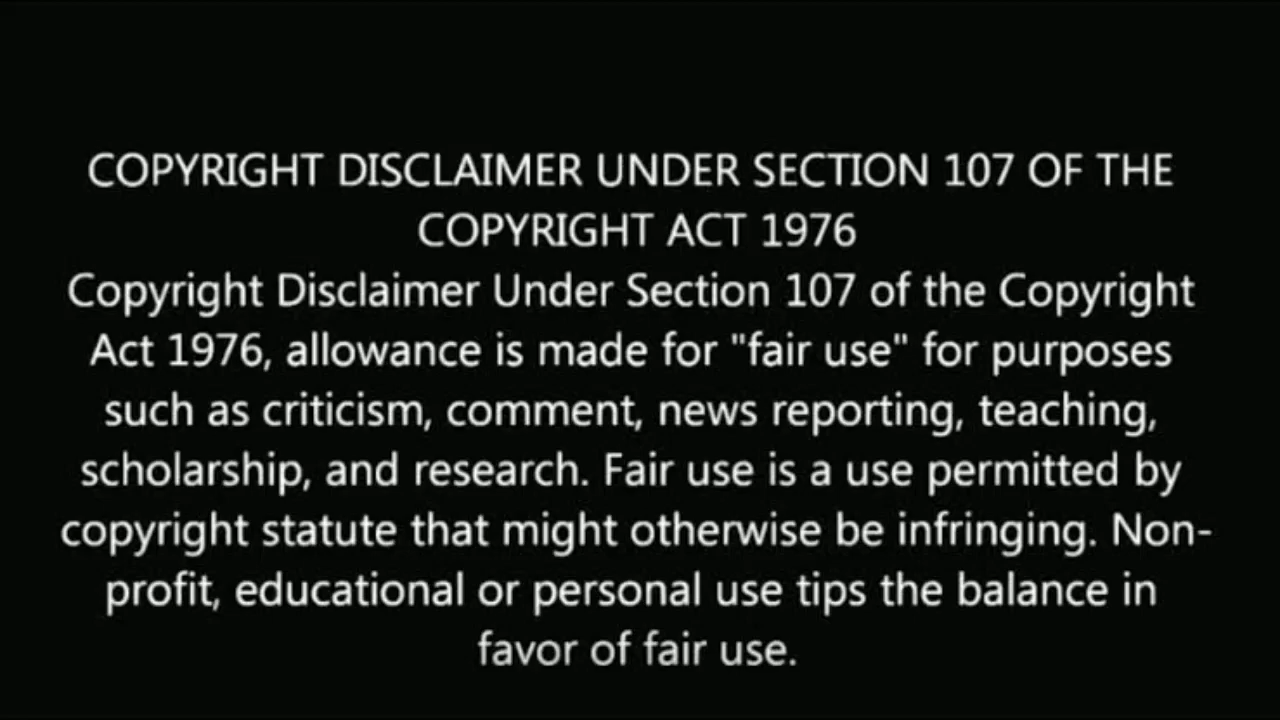 COPYRIGHT DISCLAIMER UNDER SECTION 107 OF THE
COPYRIGHT ACT 1976
Copyright Disclaimer Under Section 107 of the Copyright
Act 1976, allowance is made for "fair use" for purposes
such as criticism, comment, news reporting, teaching,
scholarship, and research. Fair use is a use permitted by
copyright statute that might otherwise be infringing. Non-
profit, educational or personal use tips the balance in
favor of fair use.